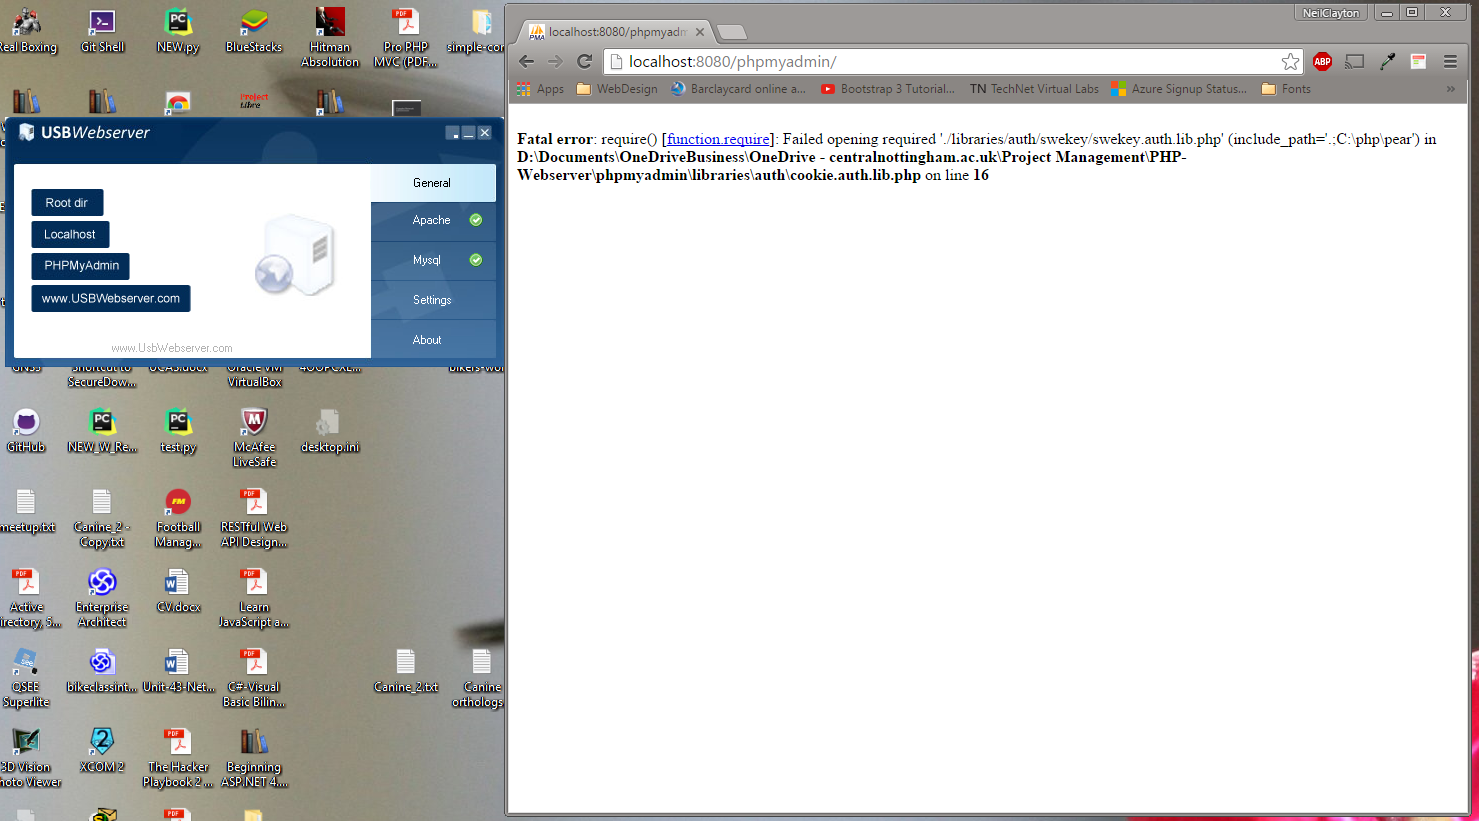 Real Boxing
Git Shell
NEW.py
BlueStacks
Hitman
Absolution
Pro PHP
MVC (PDF...
simple-cor
Project
Libre
USBWebserver
Root dir
Localhost
PHPMyAdmin
www.USBWebserver.com
www.UsbWebserver.com
General
Apache
Mysql
Settings
About
GNS3
Shortcut to
SecureDow...
UCAS.docx
Oracle VM
VirtualBox
bikers-wor
GitHub
NEW_W_Re...
test.py
McAfee
LiveSafe
desktop.ini
meetup.txt
Canine_2 -
Copy.txt
Football
Manag...
RESTful Web
API Design...
Active
Directory, 5...
Enterprise
Architect
CV.docx
Learn
JavaScript a...
QSEE
Superlite
bikeclassint...
Unit-43-Net...
C#-Visual
Basic Bilin...
Canine_2.txt
Canine
orthologs
3D Vision
Photo Viewer
XCOM 2
The Hacker
Playbook 2 ...
Beginning
ASP.NET 4....
NeilClayton
localhost:8080/phpmyadm
localhost:8080/phpmyadmin/
ABP
Apps
WebDesign
Barclaycard online a...
Bootstrap 3 Tutorial...
TN TechNet Virtual Labs
Azure Signup Status...
Fonts
»
Fatal error: require() [function.require]: Failed opening required './libraries/auth/swekey/swekey.auth.lib.php' (include_path='.;C:\php\pear') in
D:\Documents\OneDriveBusiness\OneDrive - centralnottingham.ac.uk\Project Management\PHP-
Webserver\phpmyadmin\libraries\auth\cookie.auth.lib.php on line 16